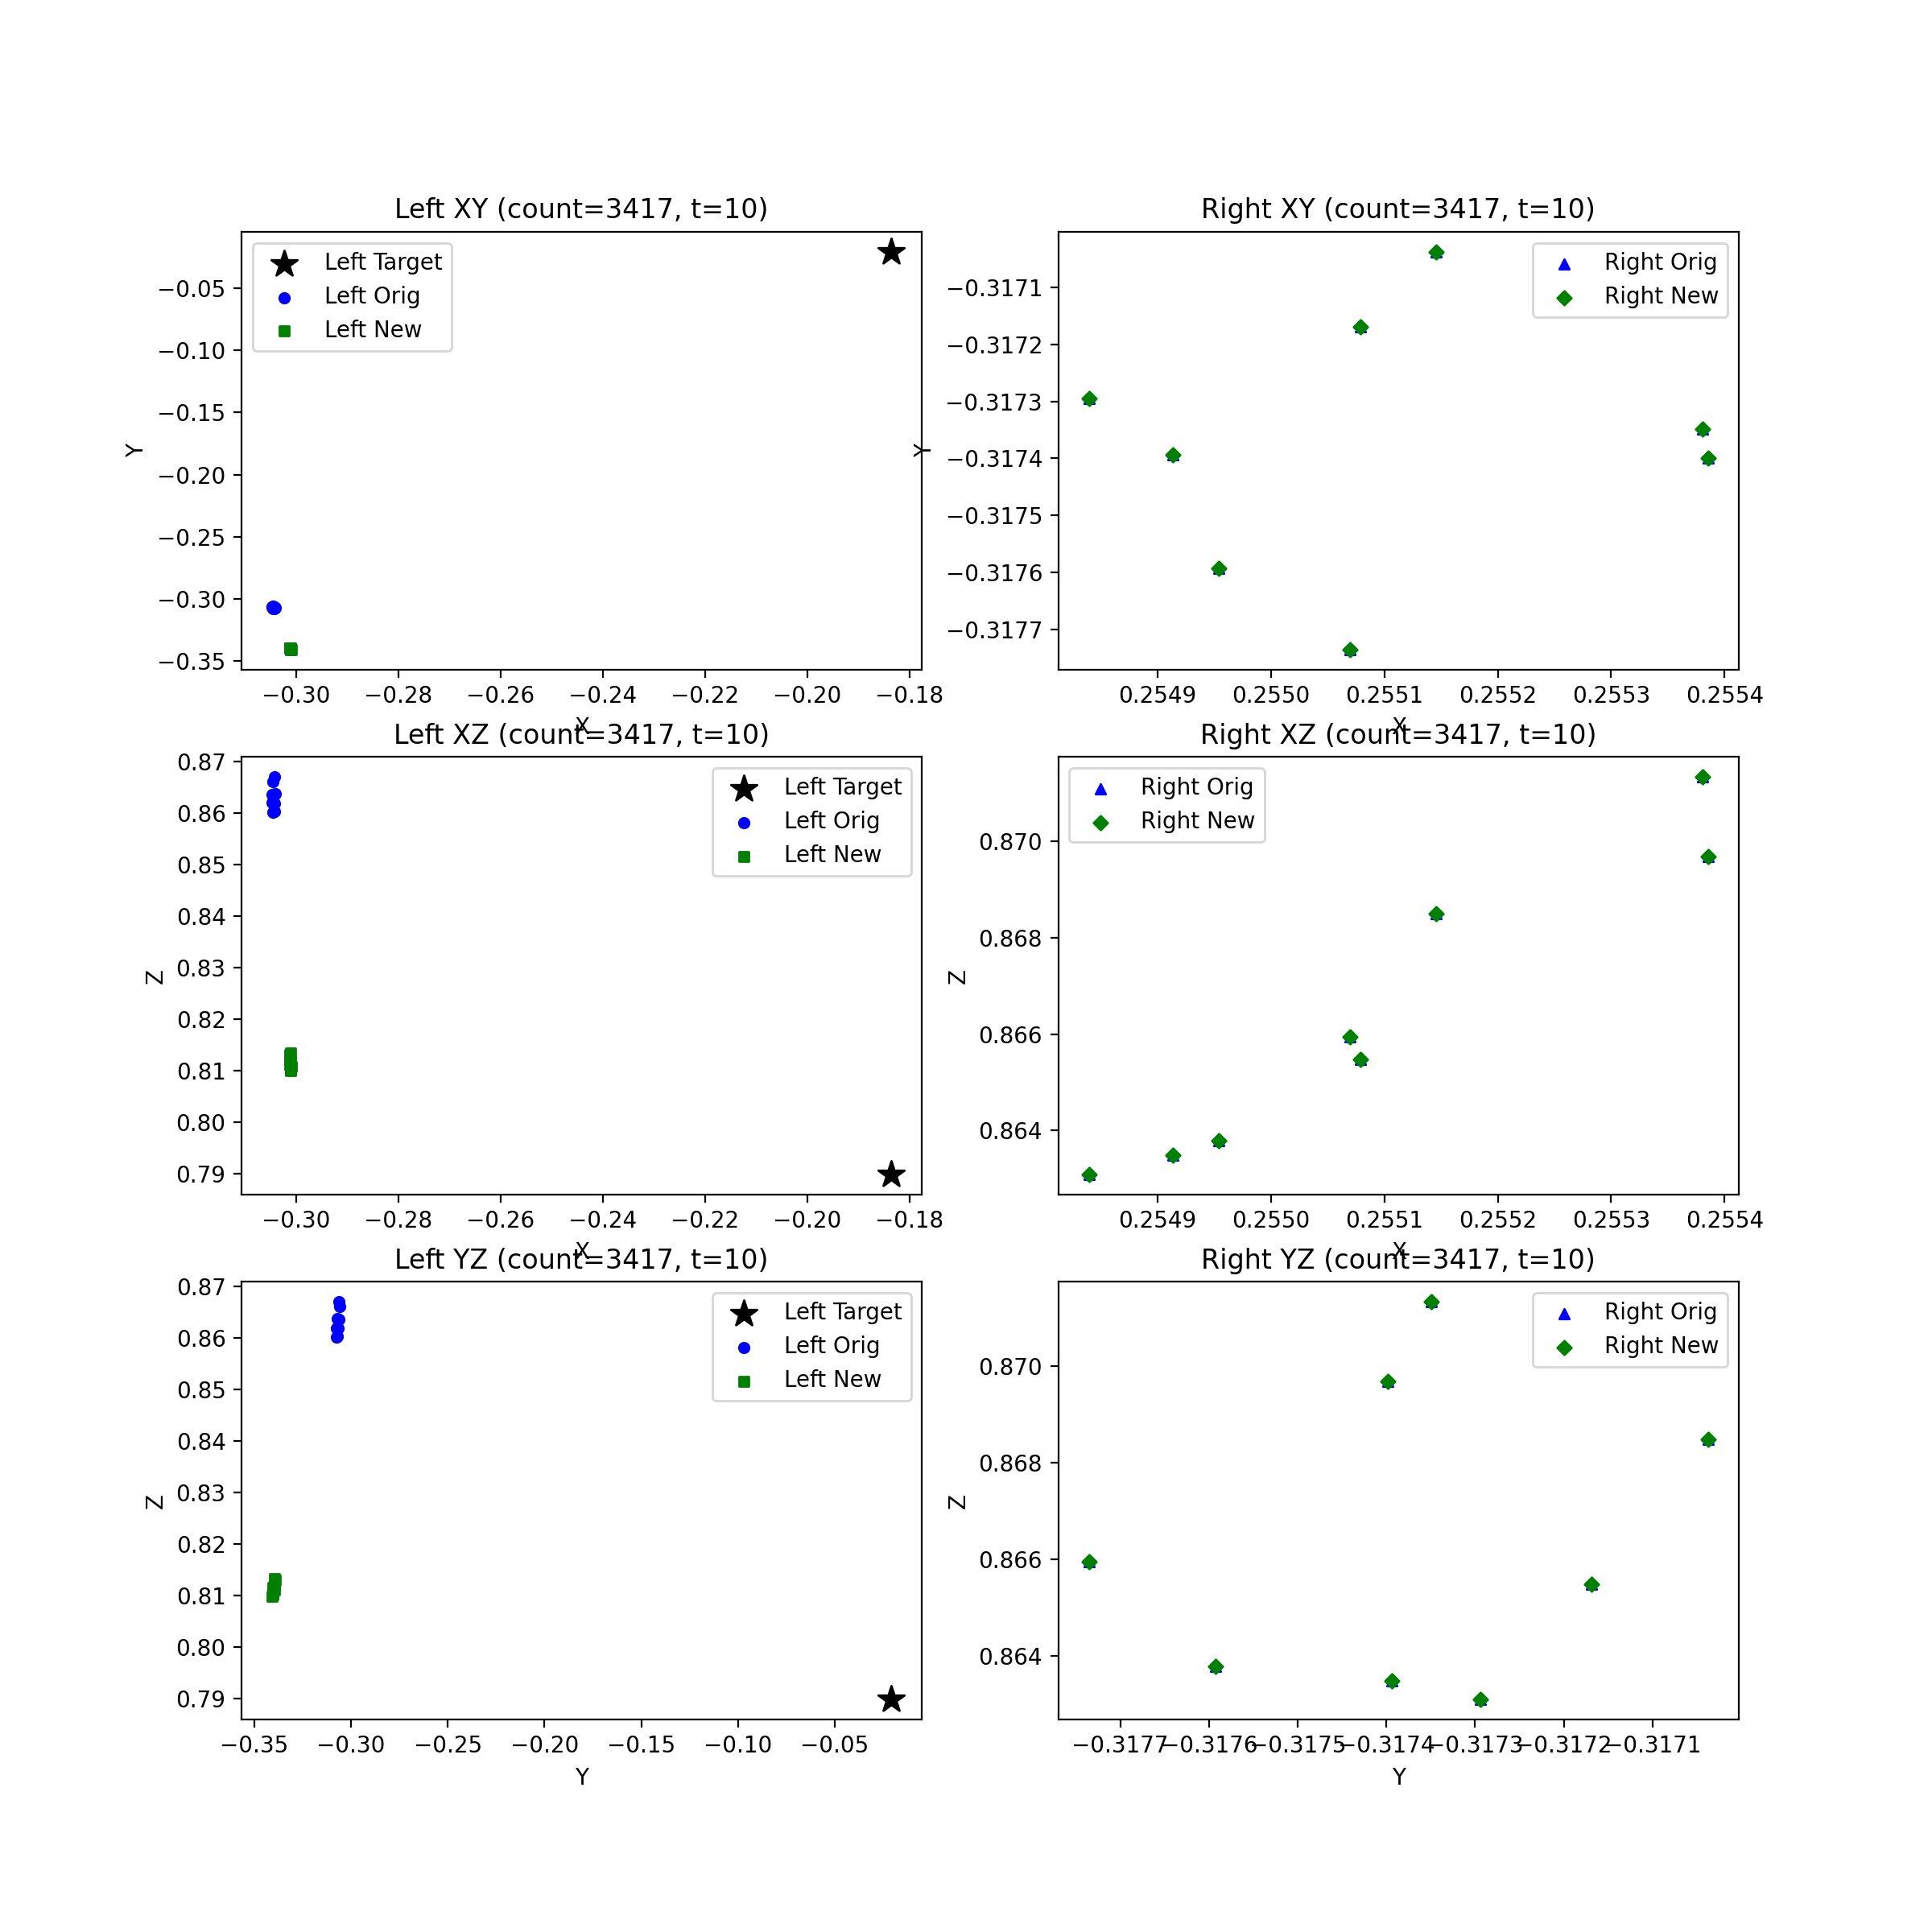 Left XY (count=3417, t=10)
Left Target
Left Orig
Left New
−0.05
−0.10
−0.15
−0.20
−0.25
−0.30
−0.35
Y
−0.30 −0.28 −0.26 −0.24 −0.22 −0.20 −0.18
X
Right XY (count=3417, t=10)
Right Orig
Right New
−0.3171
−0.3172
−0.3173
−0.3174
−0.3175
−0.3176
−0.3177
Y
0.2549 0.2550 0.2551 0.2552 0.2553 0.2554
X
Left XZ (count=3417, t=10)
Left Target
Left Orig
Left New
0.87
0.86
0.85
0.84
0.83
0.82
0.81
0.80
0.79
Z
−0.30 −0.28 −0.26 −0.24 −0.22 −0.20 −0.18
X
Right XZ (count=3417, t=10)
Right Orig
Right New
0.870
0.868
0.866
0.864
Z
0.2549 0.2550 0.2551 0.2552 0.2553 0.2554
X
Left YZ (count=3417, t=10)
Left Target
Left Orig
Left New
0.87
0.86
0.85
0.84
0.83
0.82
0.81
0.80
0.79
Z
−0.35 −0.30 −0.25 −0.20 −0.15 −0.10 −0.05
Y
Right YZ (count=3417, t=10)
Right Orig
Right New
0.870
0.868
0.866
0.864
Z
−0.3177 −0.3176 −0.3175 −0.3174 −0.3173 −0.3172 −0.3171
Y